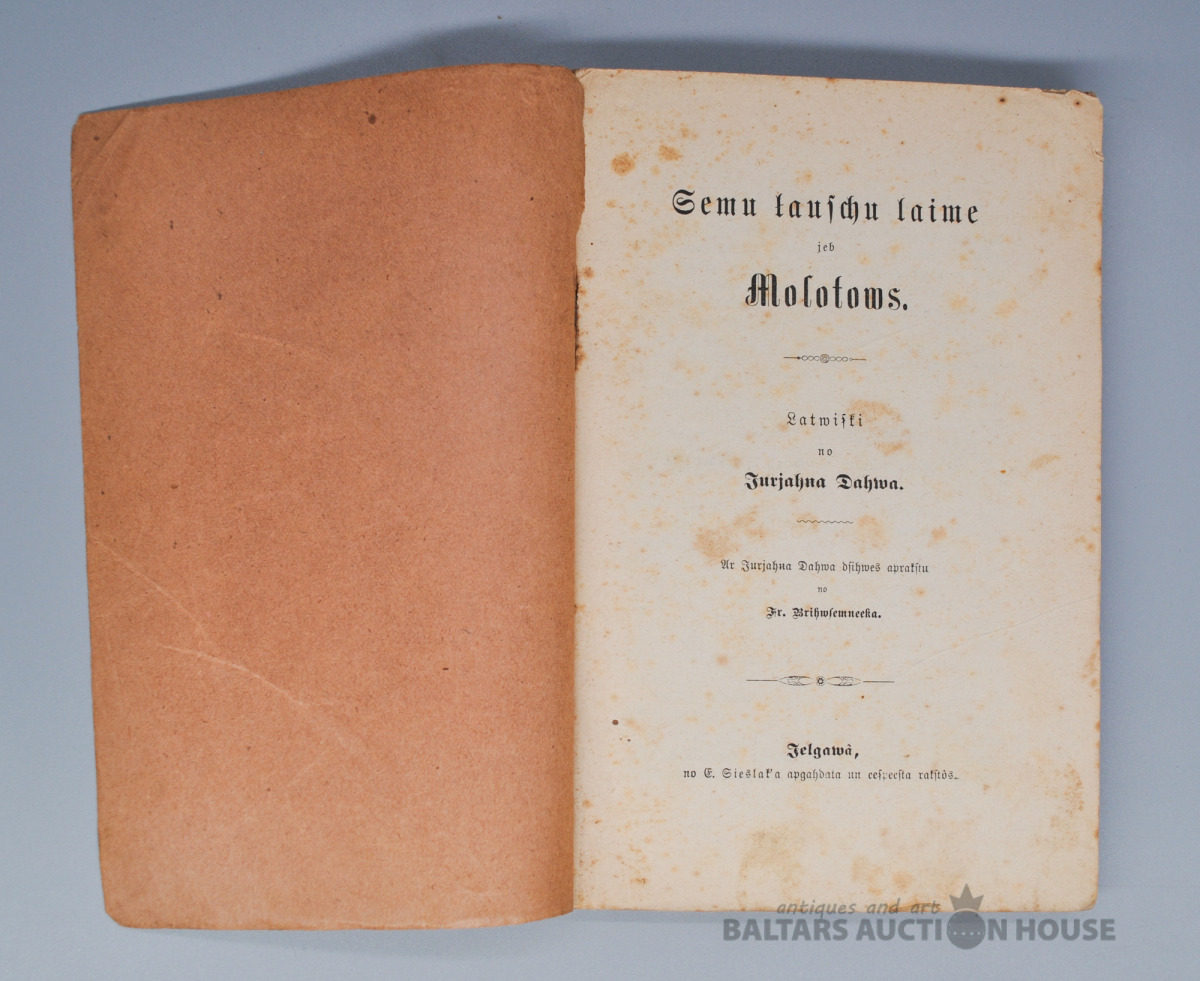 Semu łauschu laime
jeb
Molotows.
Latwiski
no
Jurjahna Dahwa.
Ar Jurjahna Dahwa dsihwes aprakstu
no
Fr. Brihwsemneeka.
Jelgawâ,
no E. Sieslak'a apgahdata un eespeesta rakstôs.
antiques and art
BALTARS AUCTION HOUSE